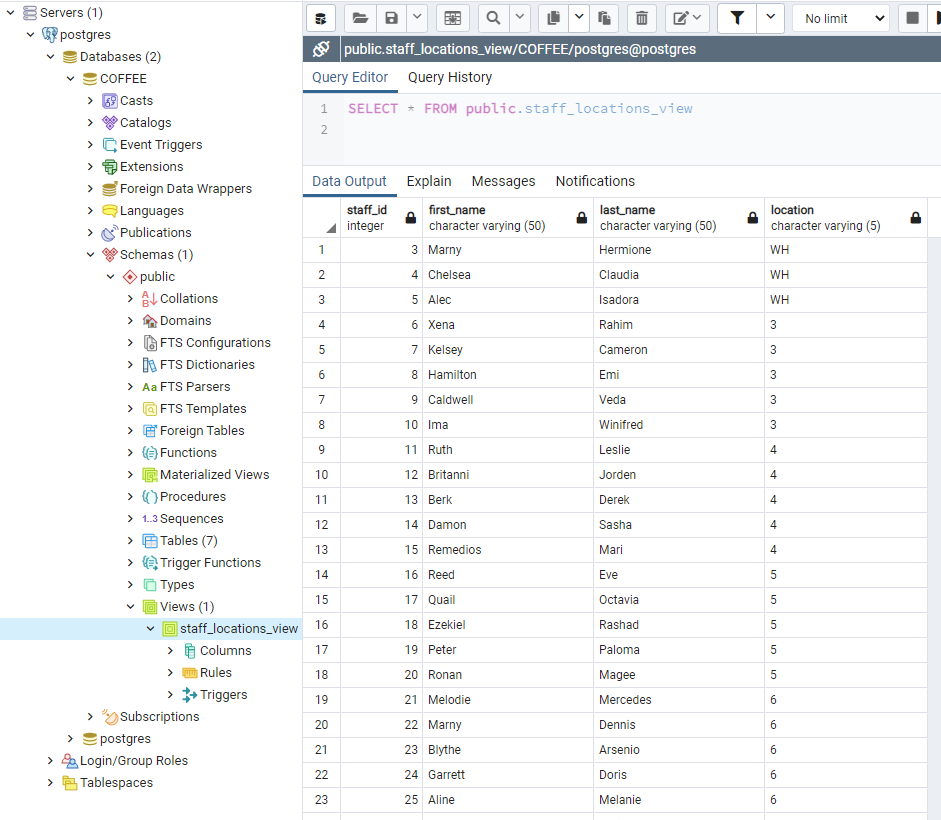 Servers (1)
postgres
Databases (2)
COFFEE
Casts
Catalogs
Event Triggers
Extensions
Foreign Data Wrappers
Languages
Publications
Schemas (1)
public
Collations
Domains
FTS Configurations
FTS Dictionaries
Aa FTS Parsers
FTS Templates
Foreign Tables
Functions
Materialized Views
Procedures
1..3 Sequences
Tables (7)
Trigger Functions
Types
Views (1)
staff_locations_view
Columns
Rules
Triggers
Subscriptions
postgres
Login/Group Roles
Tablespaces
No limit
public.staff_locations_view/COFFEE/postgres@postgres
Query Editor Query History
1 SELECT * FROM public.staff_locations_view
2
Data Output Explain Messages Notifications
staff_id first_name last_name location
integer character varying (50) character varying (50) character varying (5)
1 3 Marny Hermione WH
2 4 Chelsea Claudia WH
3 5 Alec Isadora WH
4 6 Xena Rahim 3
5 7 Kelsey Cameron 3
6 8 Hamilton Emi 3
7 9 Caldwell Veda 3
8 10 Ima Winifred 3
9 11 Ruth Leslie 4
10 12 Britanni Jorden 4
11 13 Berk Derek 4
12 14 Damon Sasha 4
13 15 Remedios Mari 4
14 16 Reed Eve 5
15 17 Quail Octavia 5
16 18 Ezekiel Rashad 5
17 19 Peter Paloma 5
18 20 Ronan Magee 5
19 21 Melodie Mercedes 6
20 22 Marny Dennis 6
21 23 Blythe Arsenio 6
22 24 Garrett Doris 6
23 25 Aline Melanie 6